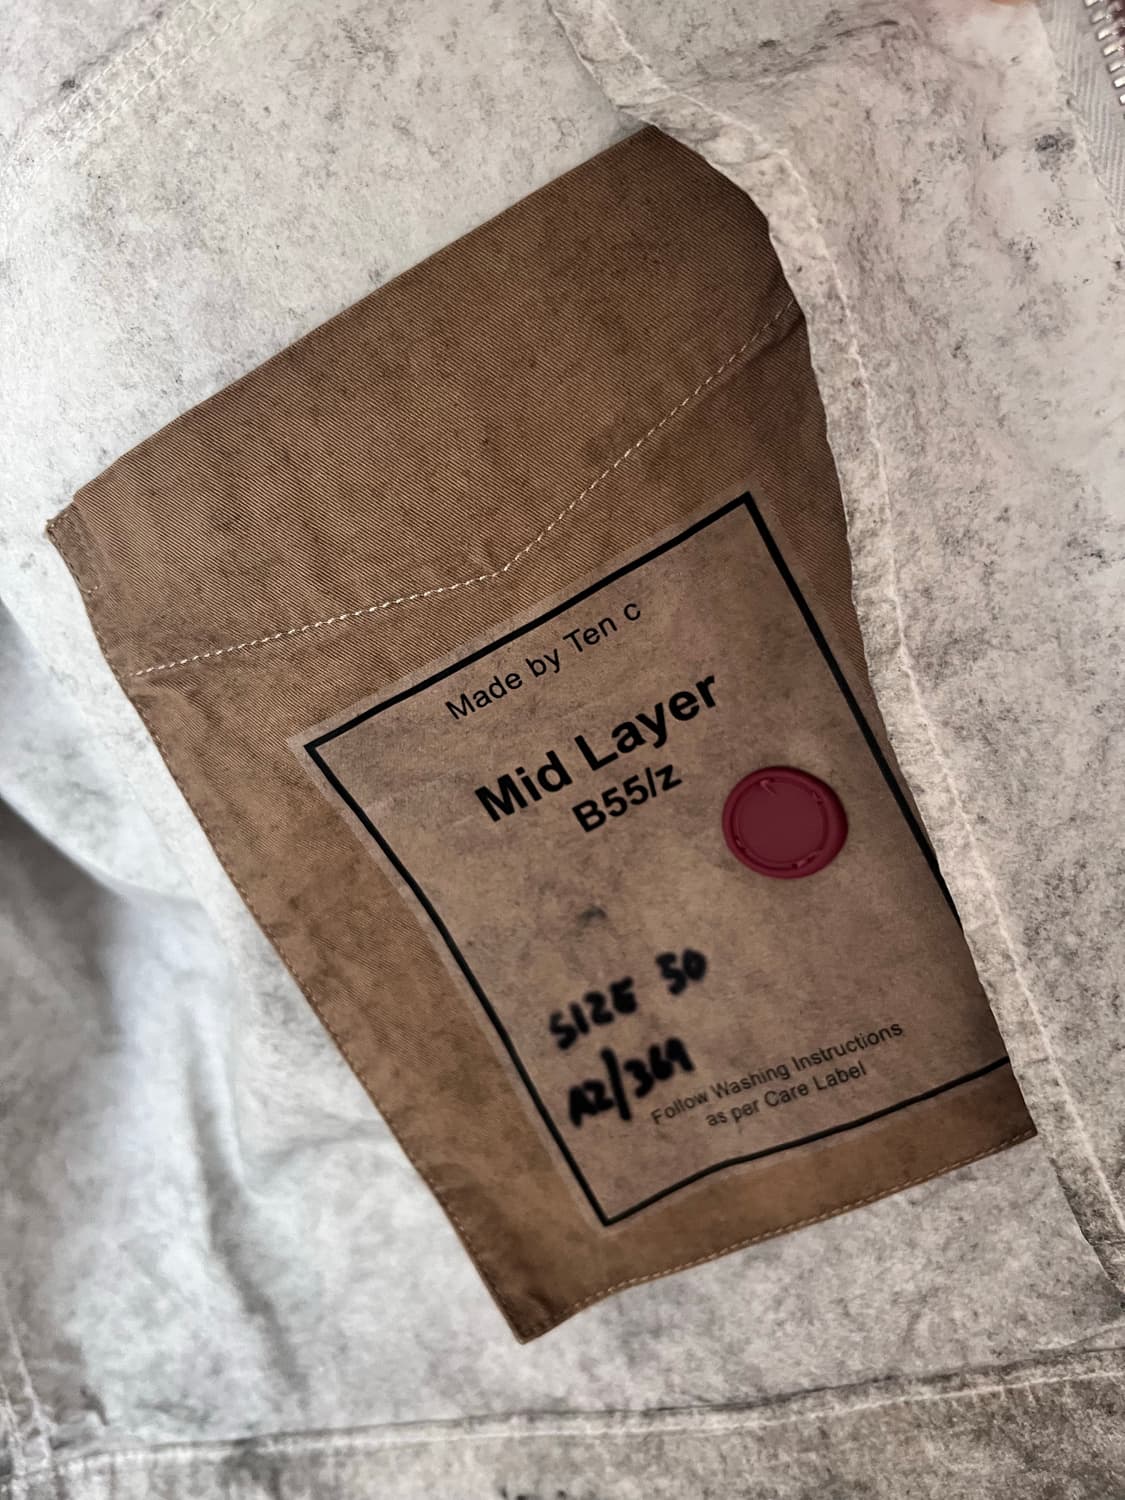 Made by Ten c
Mid Layer
B55/z
SIZE 50
A2/369
Follow Washing Instructions
as per Care Label